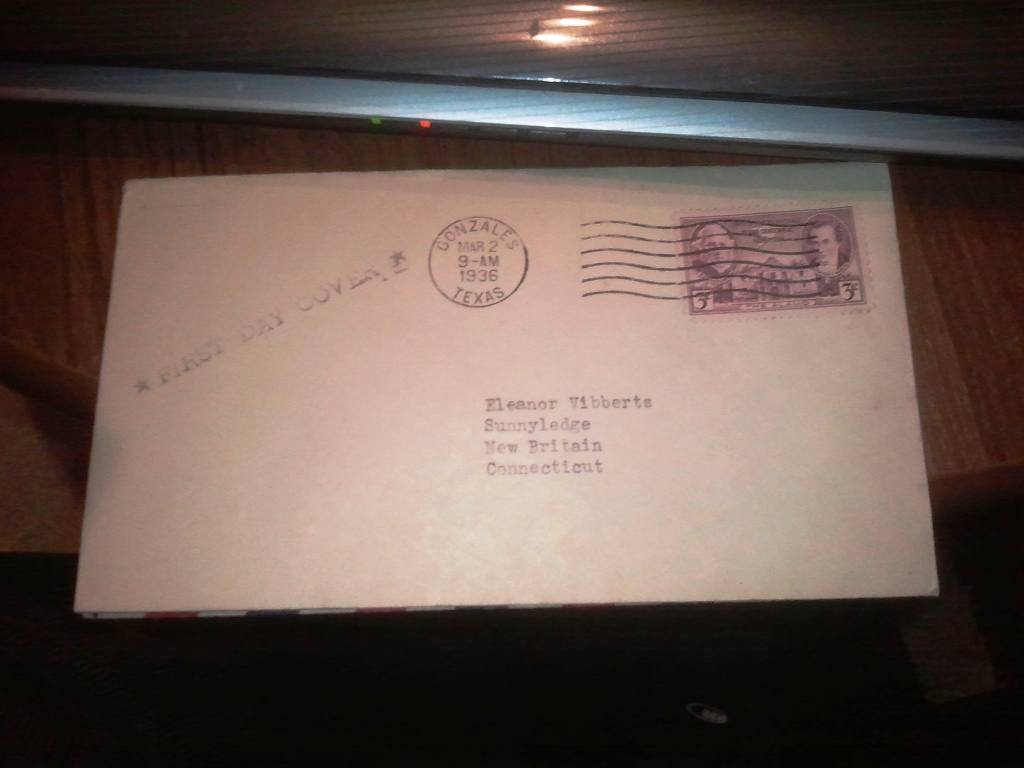 GONZALES
MAR 2
9-AM
1936
TEXAS
★ FIRST DAY COVER ★
3¢ 3¢
Eleanor Vibberts
Sunnyledge
New Britain
Connecticut